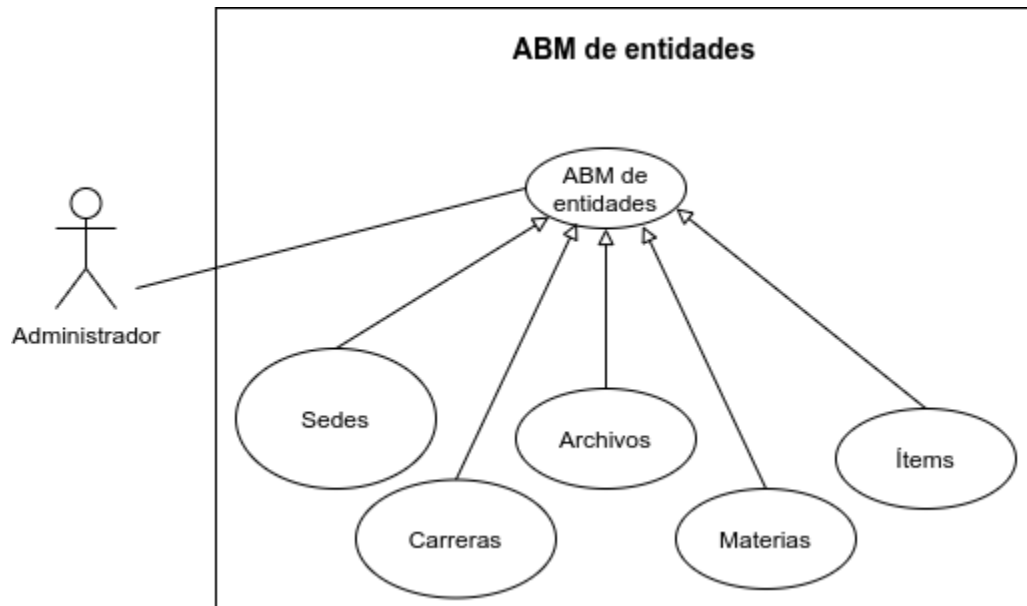 ABM de entidades
ABM de
entidades
Administrador
Sedes
Archivos
Ítems
Carreras
Materias